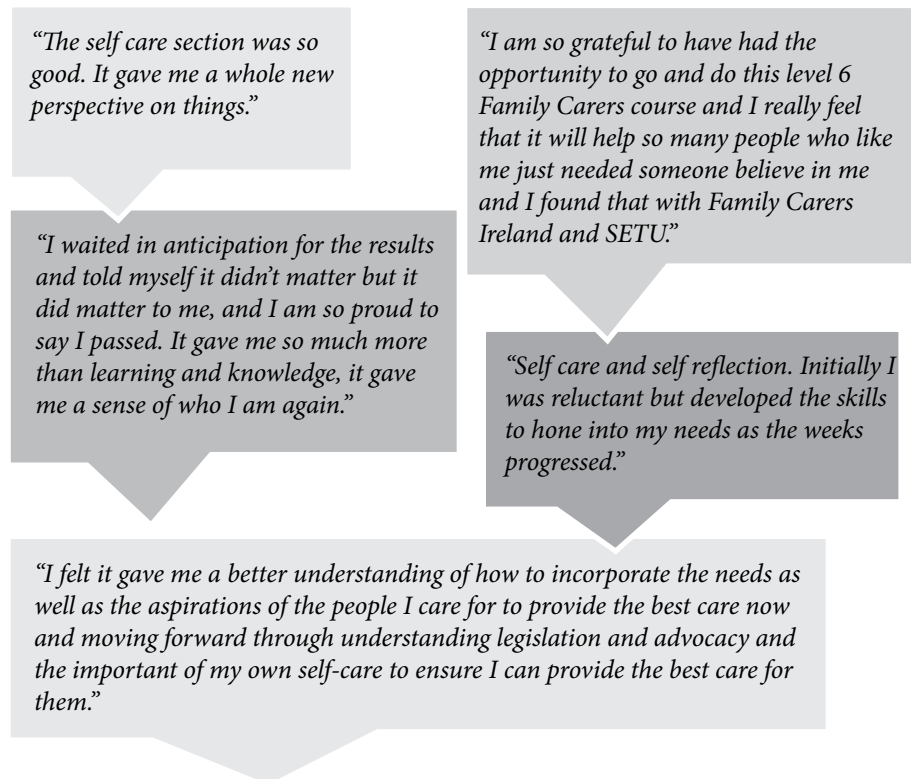 “The self care section was so
good. It gave me a whole new
perspective on things.”
“I am so grateful to have had the
opportunity to go and do this level 6
Family Carers course and I really feel
that it will help so many people who like
me just needed someone believe in me
and I found that with Family Carers
Ireland and SETU.”
“I waited in anticipation for the results
and told myself it didn’t matter but it
did matter to me, and I am so proud to
say I passed. It gave me so much more
than learning and knowledge, it gave
me a sense of who I am again.”
“Self care and self reflection. Initially I
was reluctant but developed the skills
to hone into my needs as the weeks
progressed.”
“I felt it gave me a better understanding of how to incorporate the needs as
well as the aspirations of the people I care for to provide the best care now
and moving forward through understanding legislation and advocacy and
the important of my own self-care to ensure I can provide the best care for
them.”